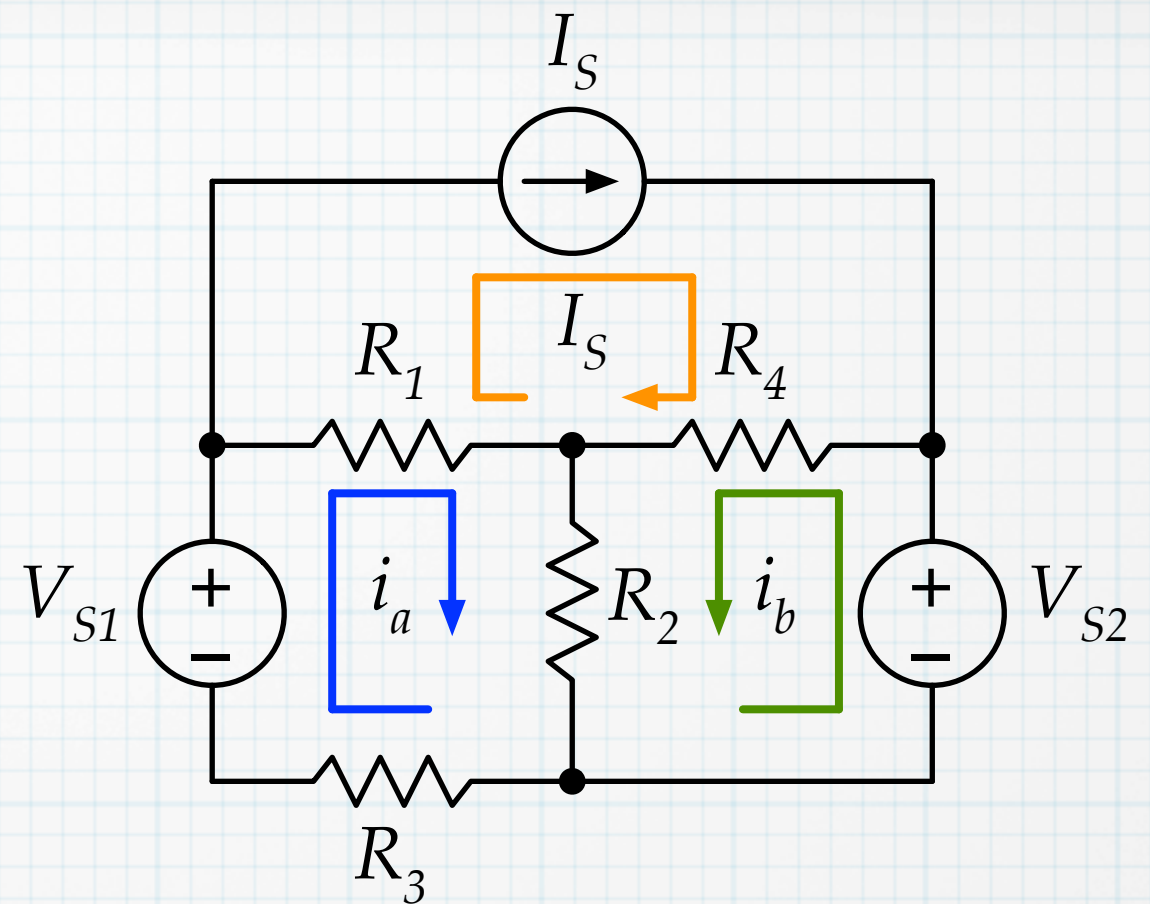 I_S
I_S
R_1
R_4
V_S1
+
−
i_a
R_2
i_b
+
−
V_S2
R_3